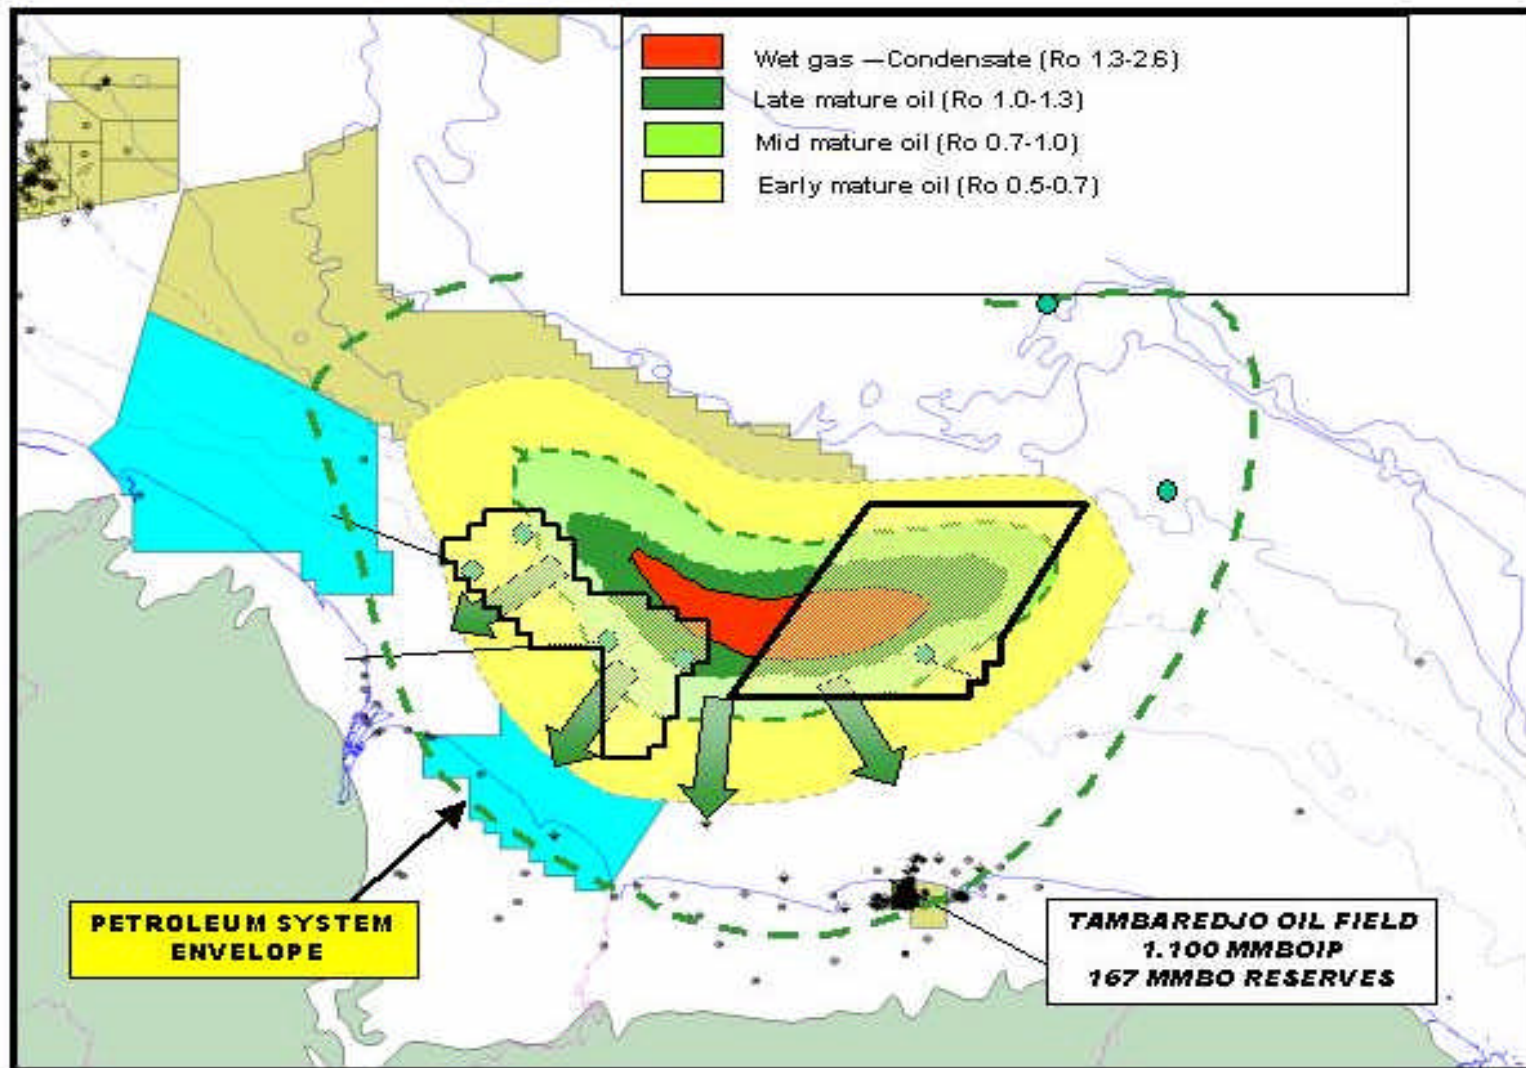 Wet gas —Condensate (Ro 1.3-2.6)
Late mature oil (Ro 1.0-1.3)
Mid mature oil (Ro 0.7-1.0)
Early mature oil (Ro 0.5-0.7)
PETROLEUM SYSTEM
ENVELOPE
TAMBAREDJO OIL FIELD
1.100 MMBOIP
167 MMBO RESERVES